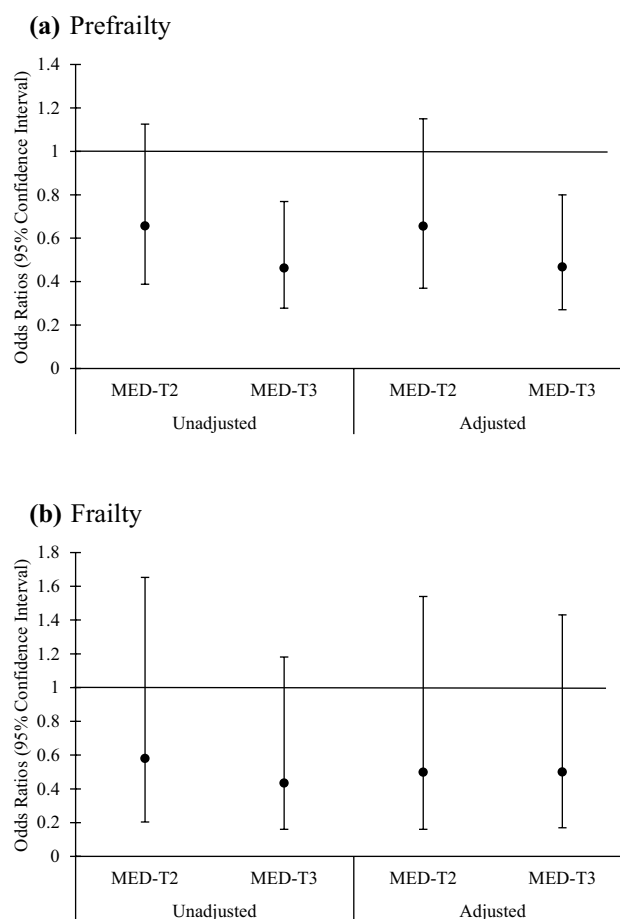 (a) Prefrailty
Odds Ratios (95% Confidence Interval)
1.4
1.2
1
0.8
0.6
0.4
0.2
0
MED-T2 MED-T3 MED-T2 MED-T3
Unadjusted Adjusted
(b) Frailty
Odds Ratios (95% Confidence Interval)
1.8
1.6
1.4
1.2
1
0.8
0.6
0.4
0.2
0
MED-T2 MED-T3 MED-T2 MED-T3
Unadjusted Adjusted